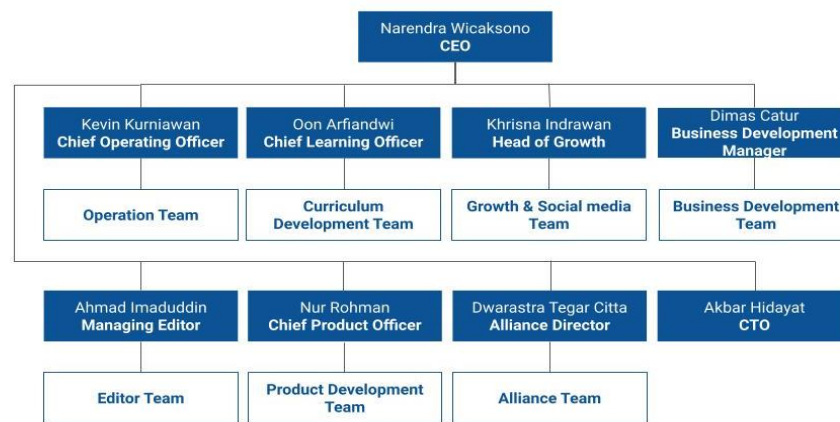 Narendra Wicaksono
CEO
Kevin Kurniawan
Chief Operating Officer
Oon Arfiandwi
Chief Learning Officer
Khrisna Indrawan
Head of Growth
Dimas Catur
Business Development
Manager
Operation Team
Curriculum
Development Team
Growth & Social media
Team
Business Development
Team
Ahmad Imaduddin
Managing Editor
Nur Rohman
Chief Product Officer
Dwarastra Tegar Citta
Alliance Director
Akbar Hidayat
CTO
Editor Team
Product Development
Team
Alliance Team